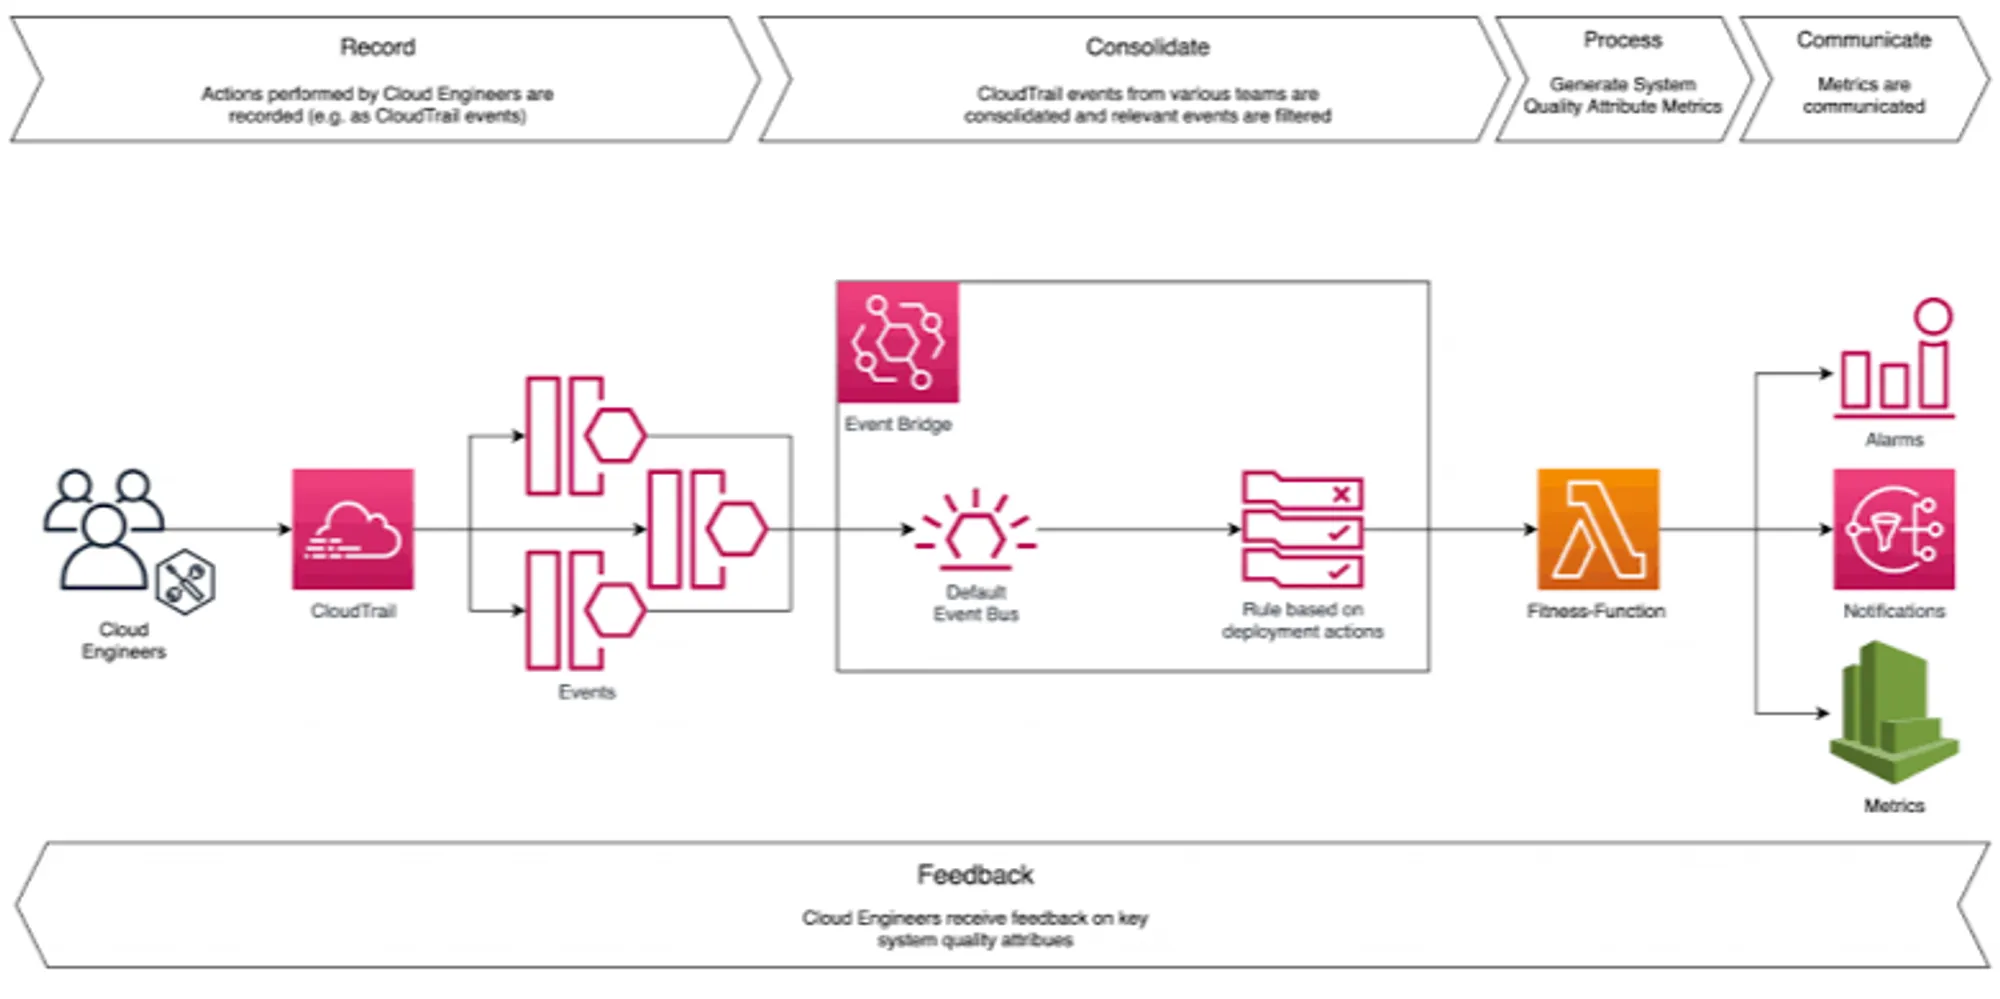 Record
Actions performed by Cloud Engineers are
recorded (e.g. as CloudTrail events)
Consolidate
CloudTrail events from various teams are
consolidated and relevant events are filtered
Process
Generate System
Quality Attribute Metrics
Communicate
Metrics are
communicated
Event Bridge
Alarms
Cloud
Engineers
CloudTrail
Events
Default
Event Bus
Rule based on
deployment actions
Fitness-Function
Notifications
Metrics
Feedback
Cloud Engineers receive feedback on key
system quality attribues